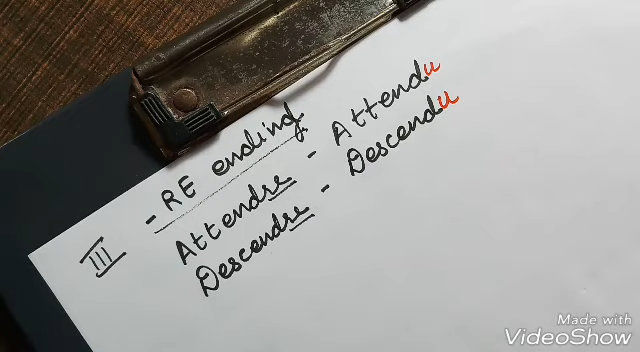 III - RE ending
Attendre - Attendu
Descendre - Descendu
Made with
VideoShow